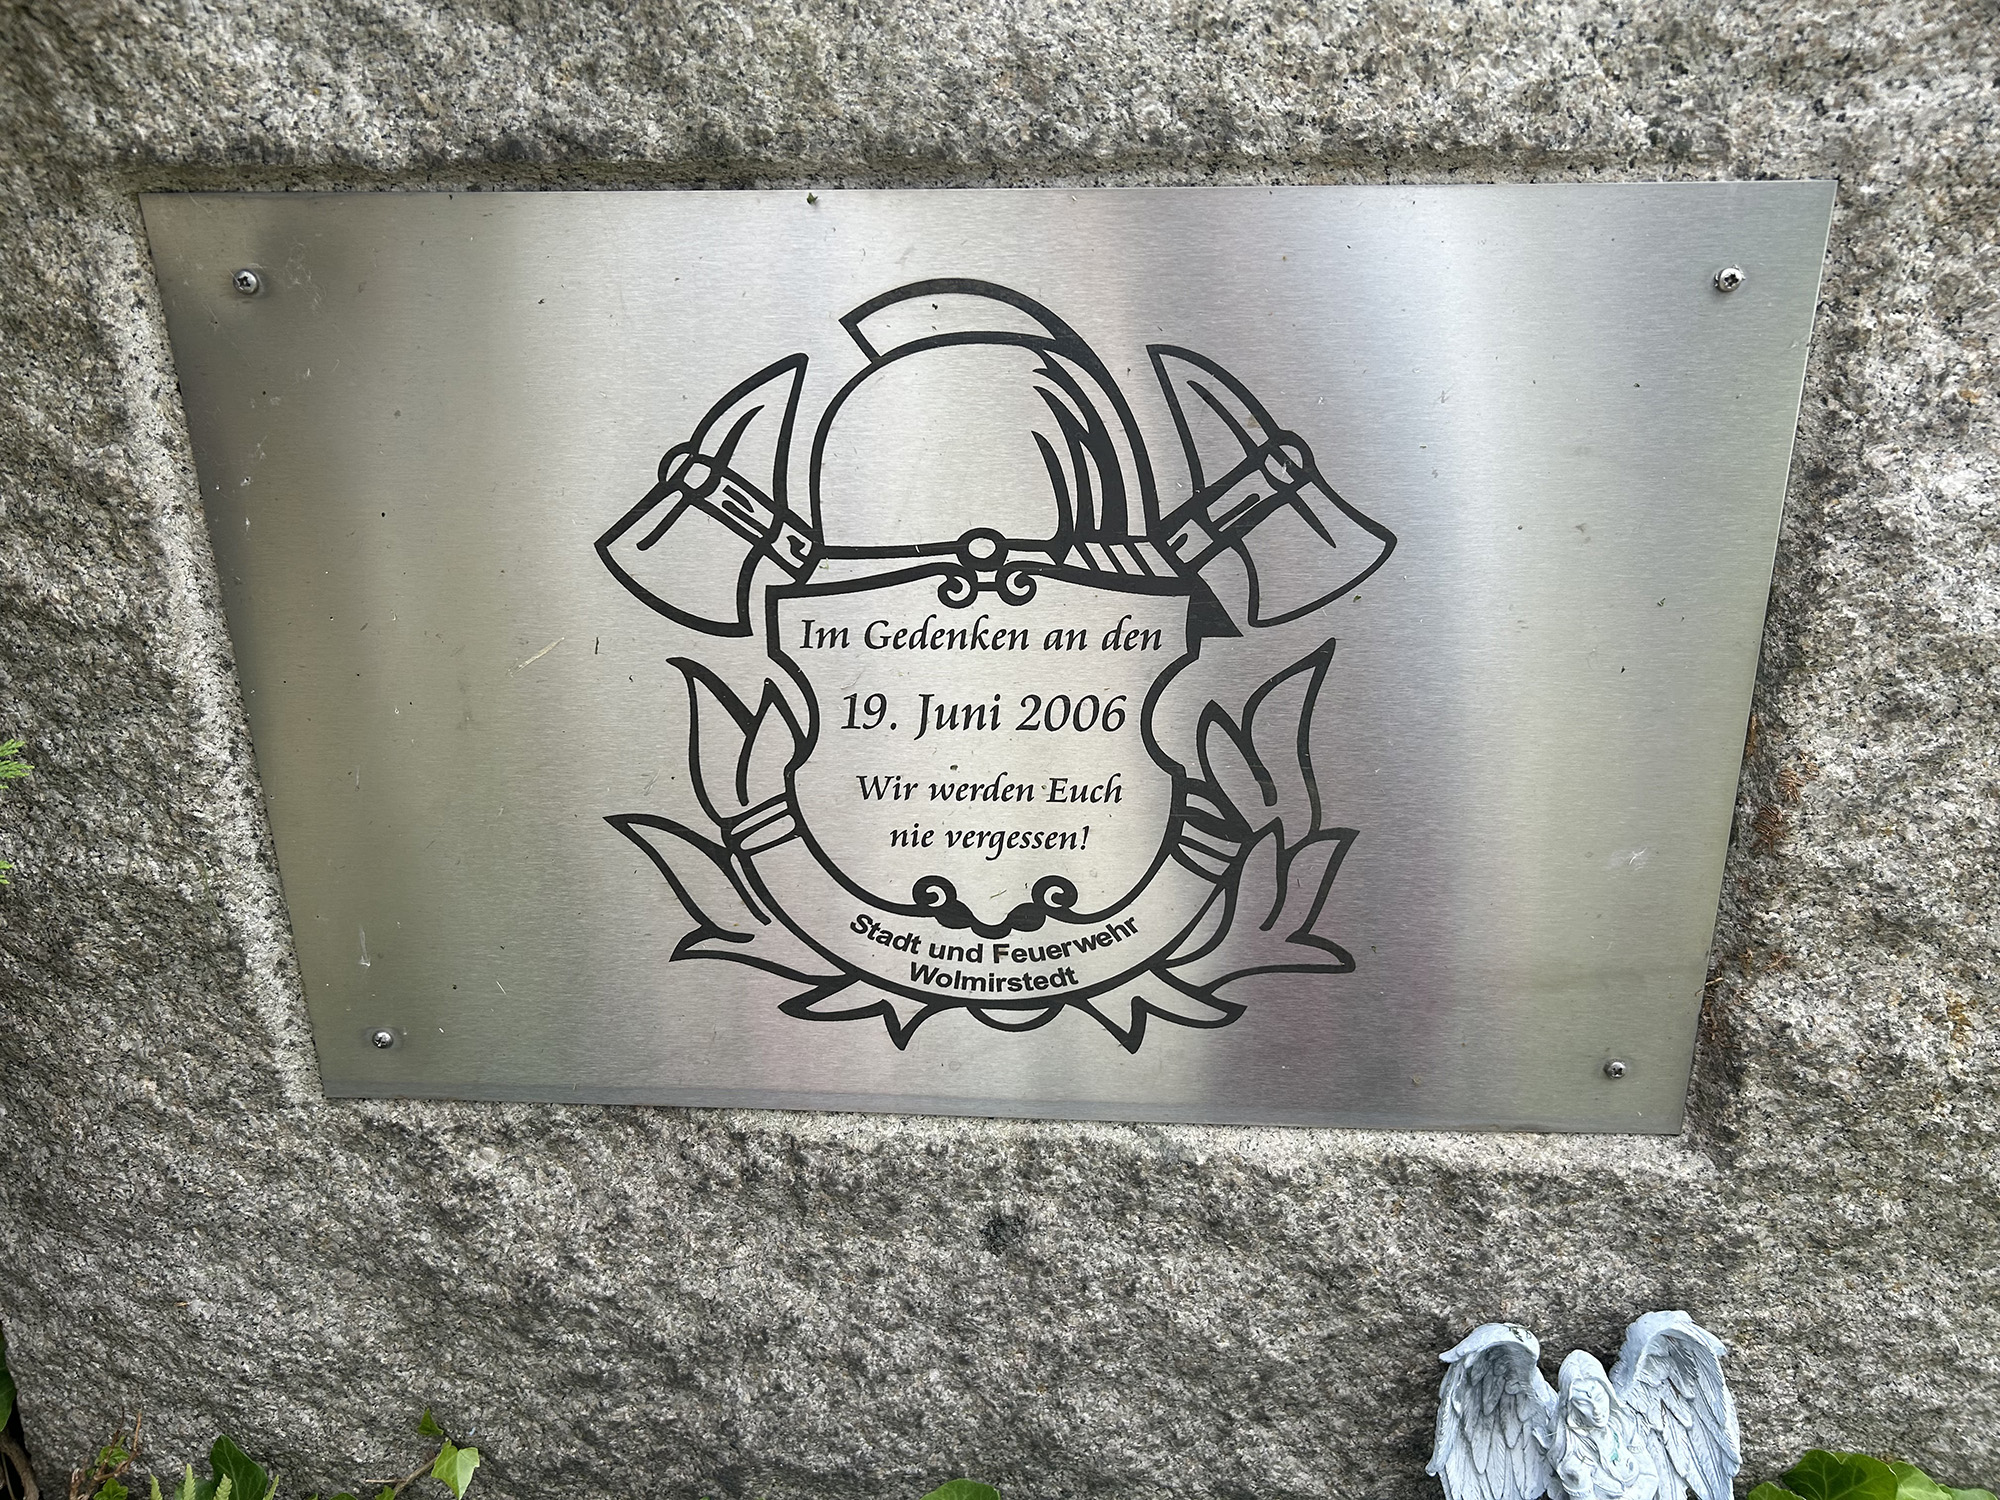 Im Gedenken an den
19. Juni 2006
Wir werden Euch
nie vergessen!
Stadt und Feuerwehr
Wolmirstedt